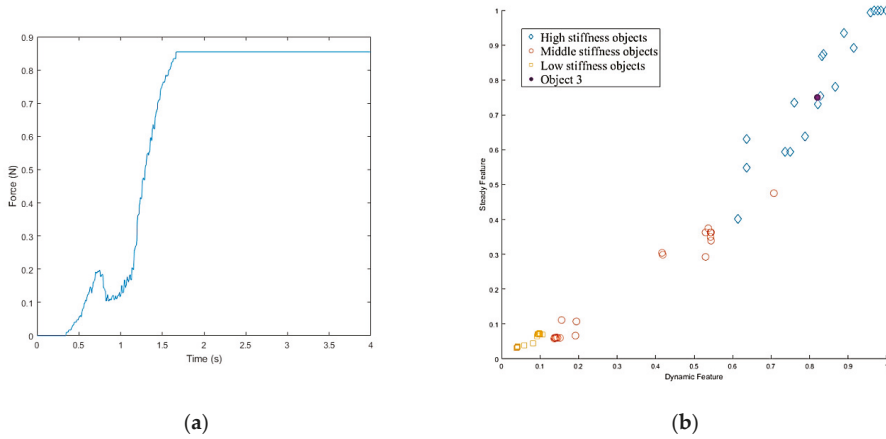 0.9
0.8
0.7
0.6
0.5
0.4
0.3
0.2
0.1
0
Force (N)
0 0.5 1 1.5 2 2.5 3 3.5 4
Time (s)
(a)
High stiffness objects
Middle stiffness objects
Low stiffness objects
Object 3
1
0.9
0.8
0.7
0.6
0.5
0.4
0.3
0.2
0.1
0
Steady Feature
0 0.1 0.2 0.3 0.4 0.5 0.6 0.7 0.8 0.9 1
Dynamic Feature
(b)